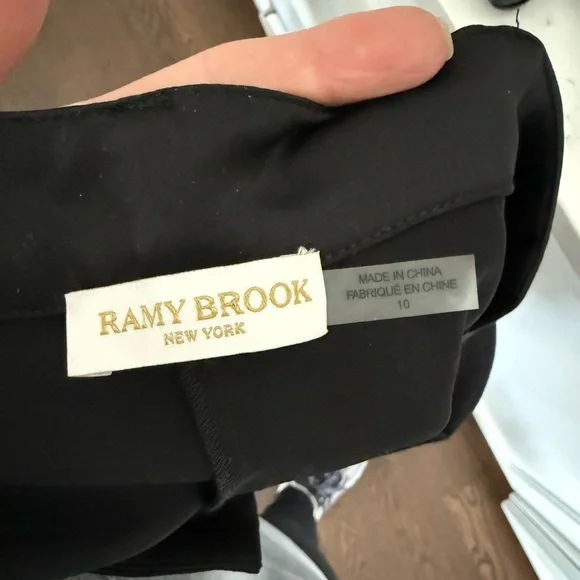 RAMY BROOK
NEW YORK
MADE IN CHINA
FABRIQUÉ EN CHINE
10